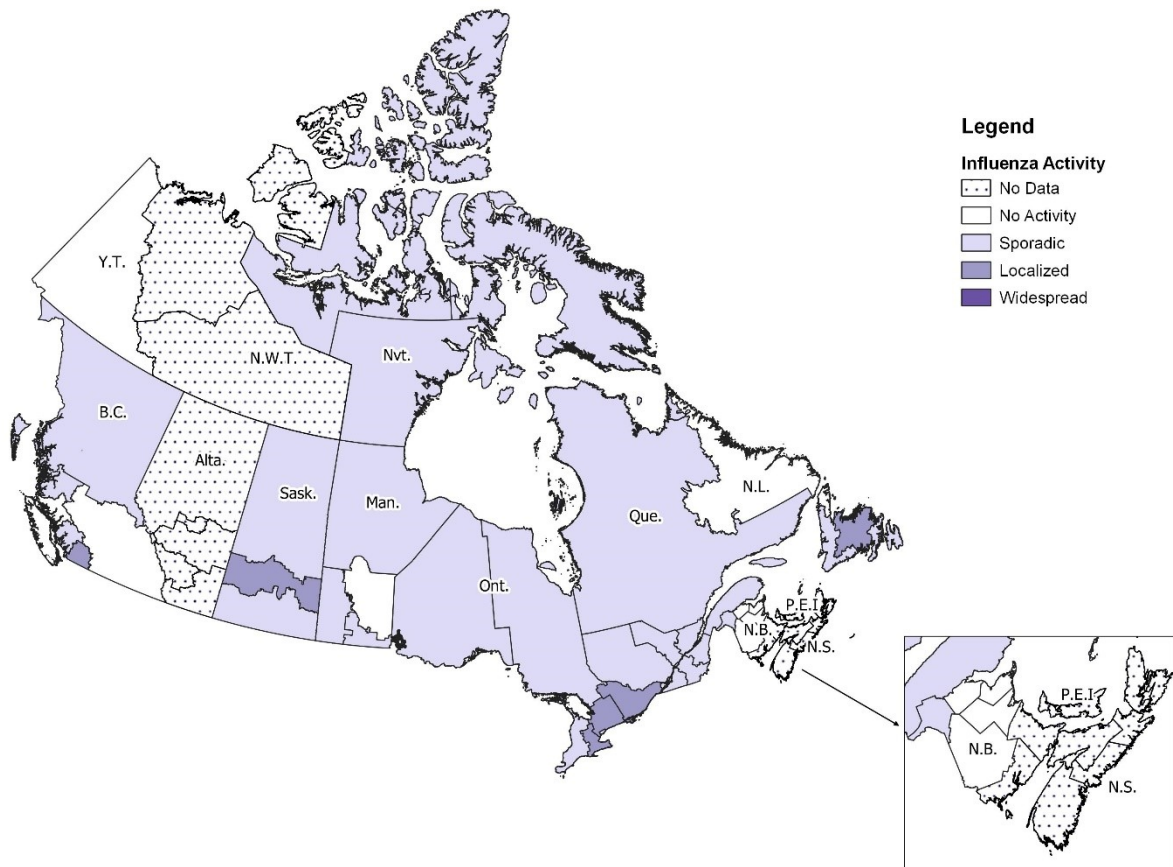 Legend
Influenza Activity
No Data
No Activity
Sporadic
Localized
Widespread
Y.T.
N.W.T.
Nvt.
B.C.
Alta.
Sask.
Man.
Ont.
Que.
N.L.
P.E.I
N.B.
N.S.
P.E.I
N.B.
N.S.